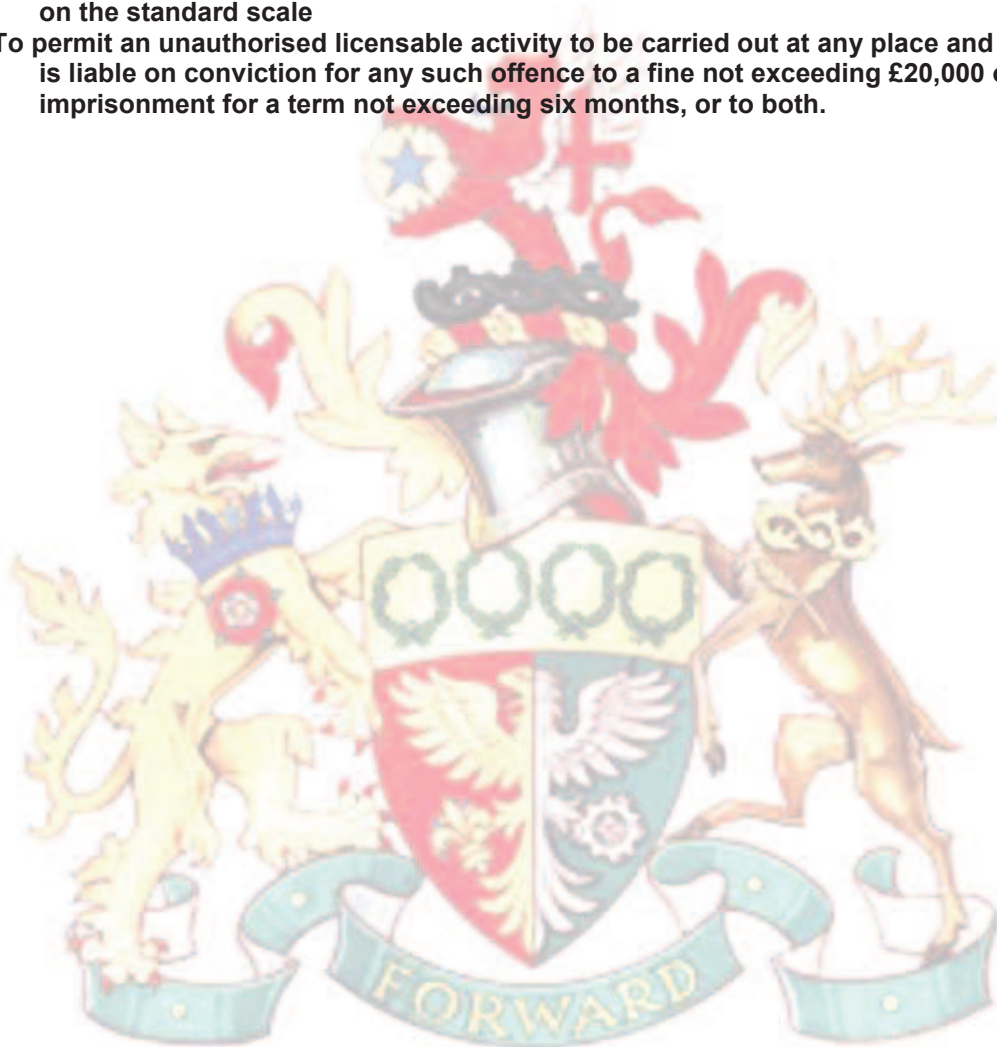 on the standard scale
To permit an unauthorised licensable activity to be carried out at any place and
is liable on conviction for any such offence to a fine not exceeding £20,000
imprisonment for a term not exceeding six months, or to both.
FORWARD